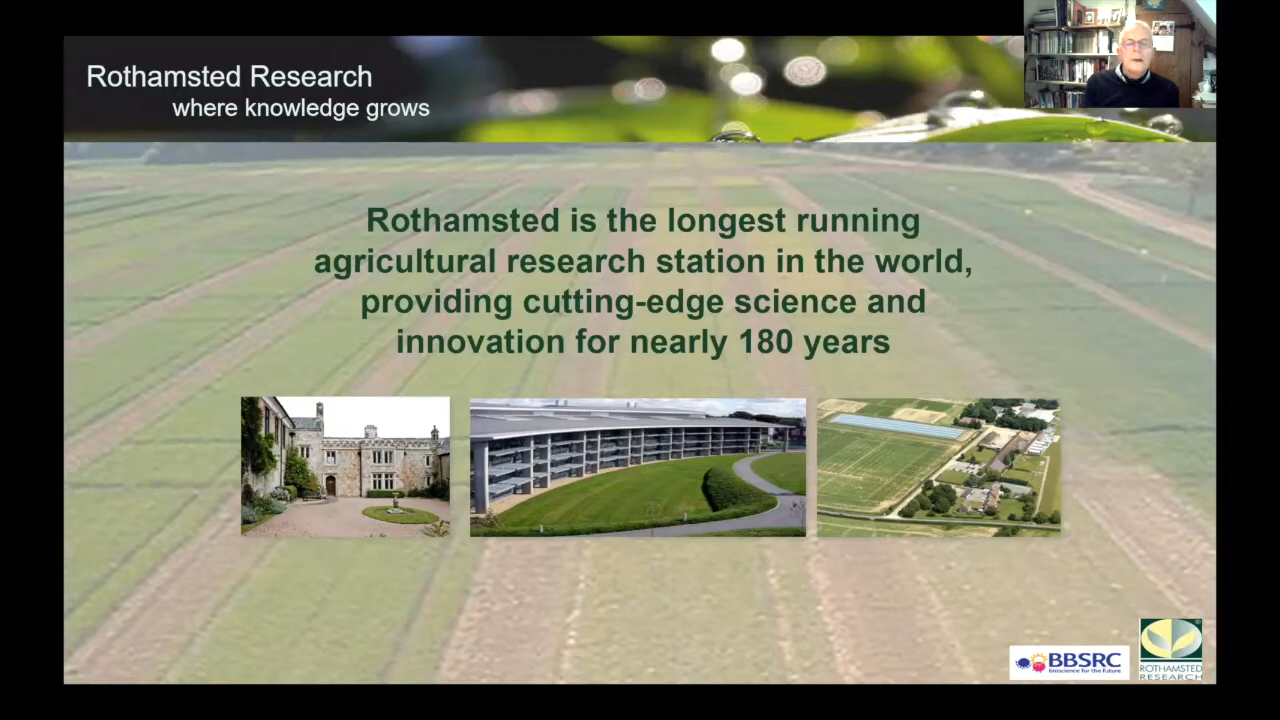 Rothamsted Research
where knowledge grows
Rothamsted is the longest running
agricultural research station in the world,
providing cutting-edge science and
innovation for nearly 180 years
BBSRC
bioscience for the future
ROTHAMSTED
RESEARCH